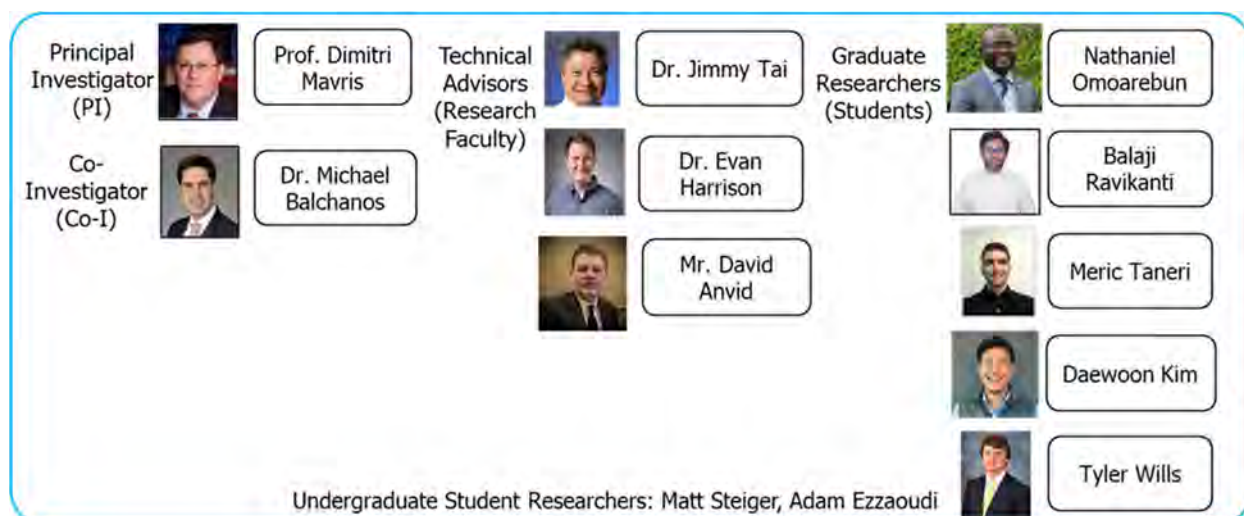 Principal
Investigator
(PI)
Prof. Dimitri
Mavris
Co-
Investigator
(Co-I)
Dr. Michael
Balchanos
Technical
Advisors
(Research
Faculty)
Dr. Jimmy Tai
Dr. Evan
Harrison
Mr. David
Anvid
Graduate
Researchers
(Students)
Nathaniel
Omoarebun
Balaji
Ravikanti
Meric Taneri
Daewoon Kim
Tyler Wills
Undergraduate Student Researchers: Matt Steiger, Adam Ezzaoudi